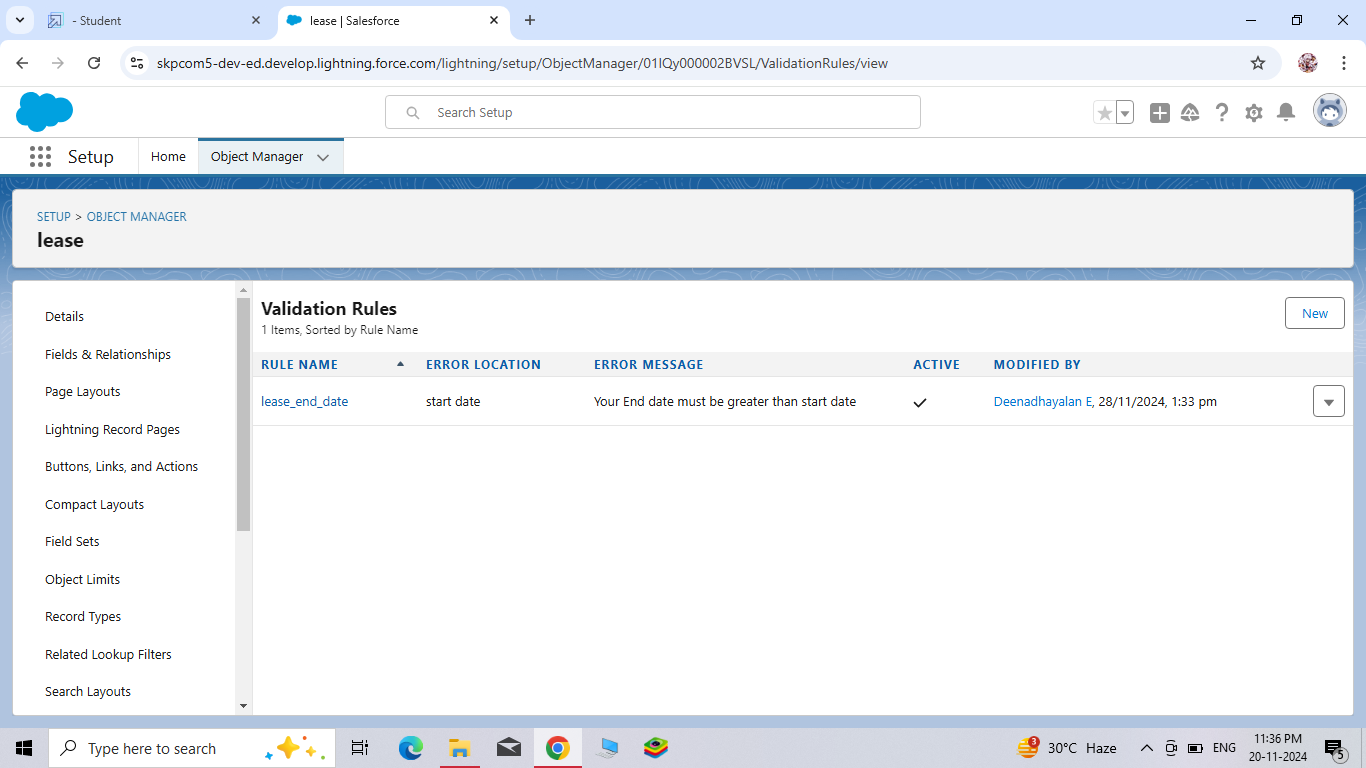 - Student
lease | Salesforce
skpcom5-dev-ed.develop.lightning.force.com/lightning/setup/ObjectManager/01IQy000002BVSL/ValidationRules/view
Search Setup
Setup
Home
Object Manager
SETUP > OBJECT MANAGER
lease
Details
Fields & Relationships
Page Layouts
Lightning Record Pages
Buttons, Links, and Actions
Compact Layouts
Field Sets
Object Limits
Record Types
Related Lookup Filters
Search Layouts
Validation Rules
1 Items, Sorted by Rule Name
New
RULE NAME ERROR LOCATION ERROR MESSAGE ACTIVE MODIFIED BY
lease_end_date start date Your End date must be greater than start date Deenadhayalan E, 28/11/2024, 1:33 pm
Type here to search
3
30°C Haze
ENG
11:36 PM
20-11-2024
5